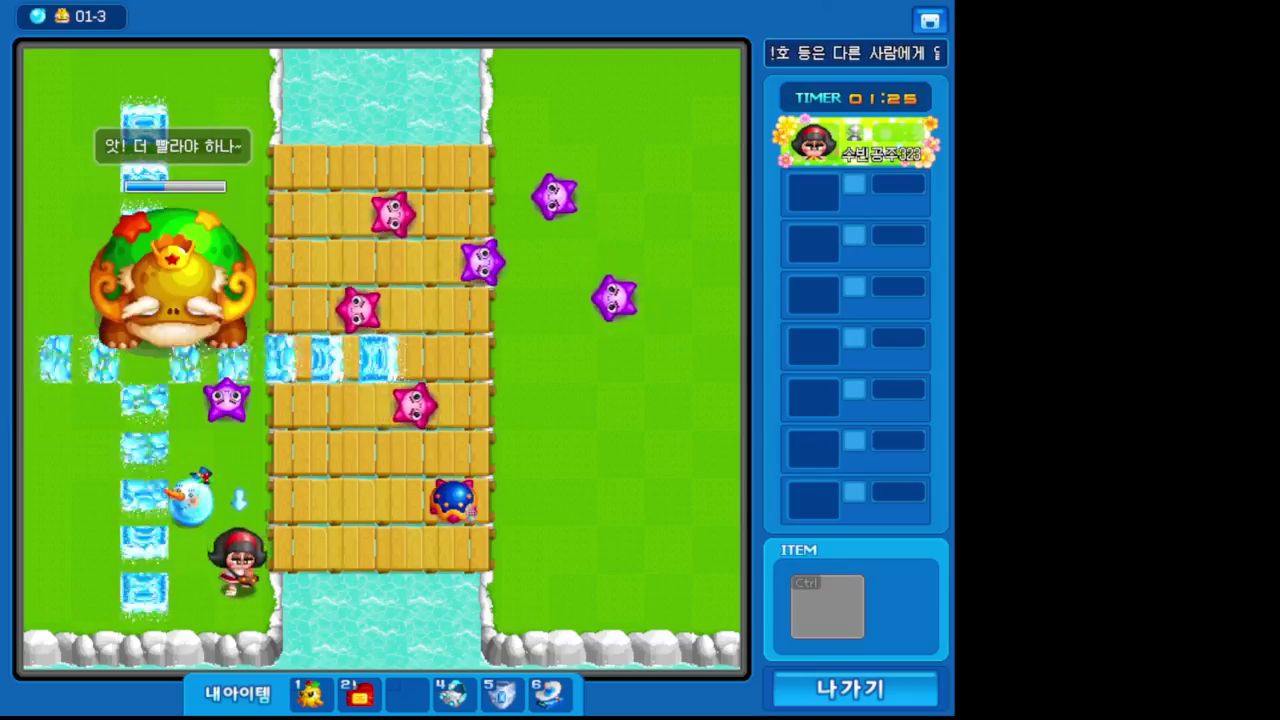 01-3
!호 등은 다른 사람에게
TIMER 01:25
앗! 더 빨라야 하나~
수빈공주323
ITEM
Ctrl
내아이템
1
2
4
5
6
나가기